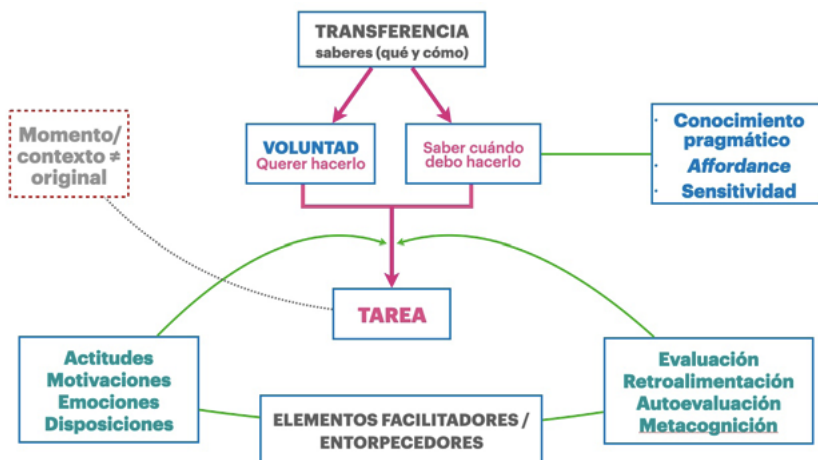 TRANSFERENCIA
saberes (qué y cómo)
Momento/
contexto ≠
original
VOLUNTAD
Querer hacerlo
Saber cuándo
debo hacerlo
· Conocimiento
pragmático
· Affordance
· Sensitividad
TAREA
Actitudes
Motivaciones
Emociones
Disposiciones
ELEMENTOS FACILITADORES /
ENTORPECEDORES
Evaluación
Retroalimentación
Autoevaluación
Metacognición